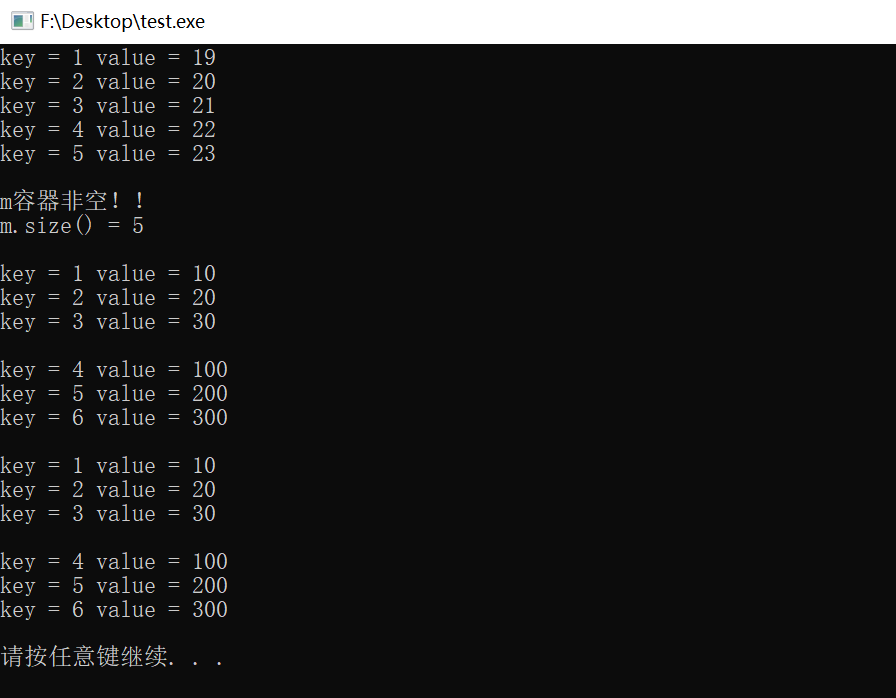 F:\Desktop\test.exe
key = 1 value = 19
key = 2 value = 20
key = 3 value = 21
key = 4 value = 22
key = 5 value = 23
m容器非空！！
m.size() = 5
key = 1 value = 10
key = 2 value = 20
key = 3 value = 30
key = 4 value = 100
key = 5 value = 200
key = 6 value = 300
key = 1 value = 10
key = 2 value = 20
key = 3 value = 30
key = 4 value = 100
key = 5 value = 200
key = 6 value = 300
请按任意键继续. . .